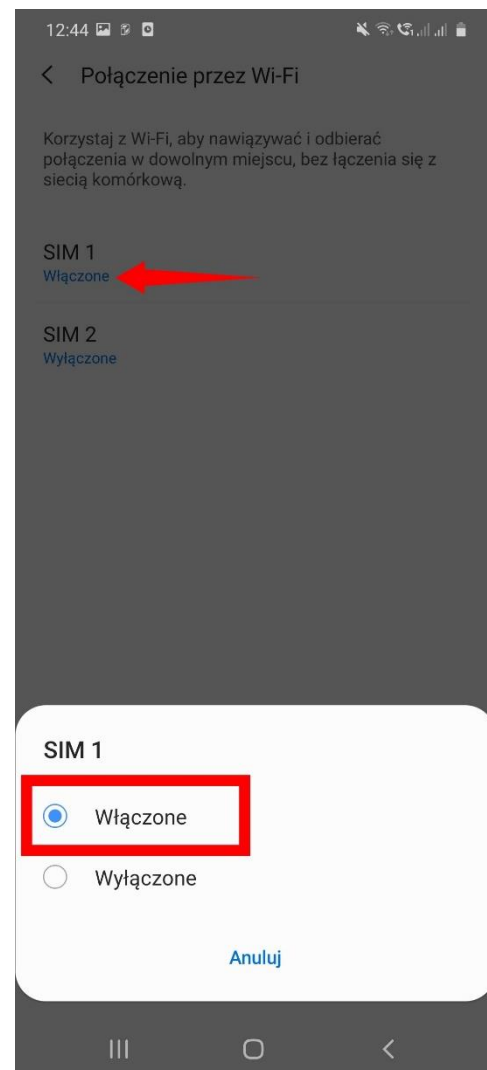 12:44
Połączenie przez Wi-Fi
Korzystaj z Wi-Fi, aby nawiązywać i odbierać
połączenia w dowolnym miejscu, bez łączenia się z
siecią komórkową.
SIM 1
Włączone
SIM 2
Wyłączone
SIM 1
Włączone
Wyłączone
Anuluj